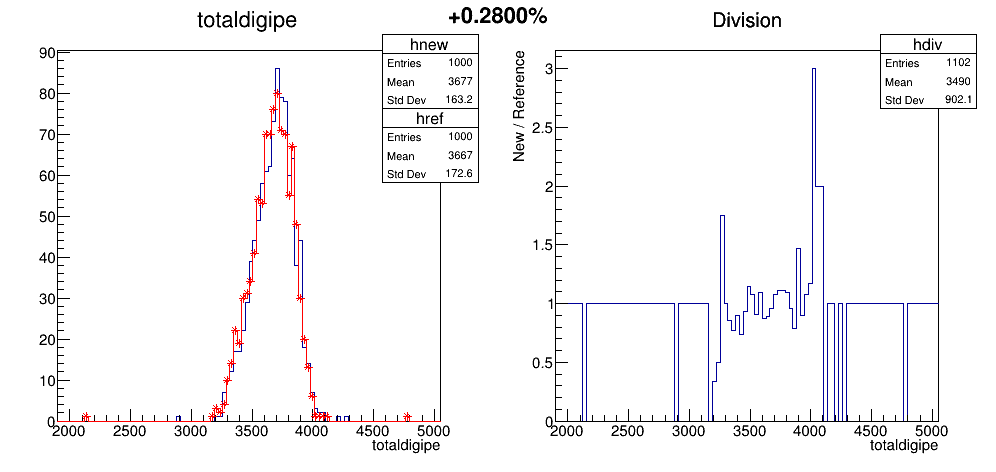 +0.2800%
totaldigipe
hnew
Entries 1000
Mean 3677
Std Dev 163.2
href
Entries 1000
Mean 3667
Std Dev 172.6
90
80
70
60
50
40
30
20
10
0
2000 2500 3000 3500 4000 4500 5000
totaldigipe
Division
hdiv
Entries 1102
Mean 3490
Std Dev 902.1
New / Reference
3
2.5
2
1.5
1
0.5
0
2000 2500 3000 3500 4000 4500 5000
totaldigipe